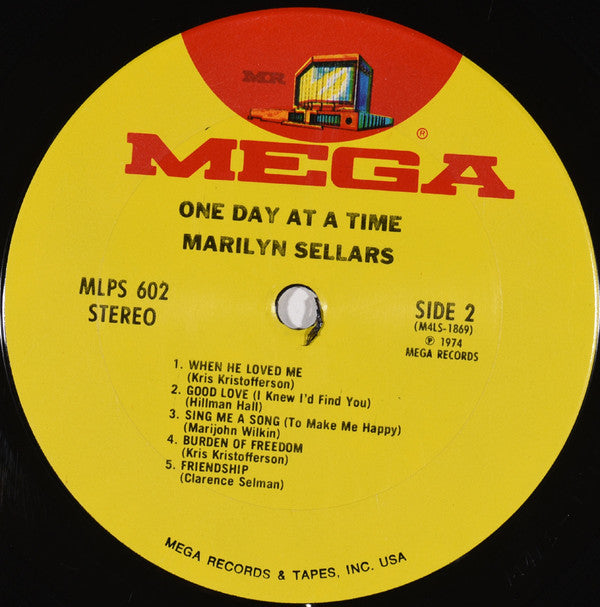 MR
MEGA®
ONE DAY AT A TIME
MARILYN SELLARS
MLPS 602
STEREO
SIDE 2
(M4LS-1869)
℗ 1974
MEGA RECORDS
1. WHEN HE LOVED ME
(Kris Kristofferson)
2. GOOD LOVE (I Knew I'd Find You)
(Hillman Hall)
3. SING ME A SONG (To Make Me Happy)
(Marijohn Wilkin)
4. BURDEN OF FREEDOM
(Kris Kristofferson)
5. FRIENDSHIP
(Clarence Selman)
MEGA RECORDS & TAPES, INC. USA